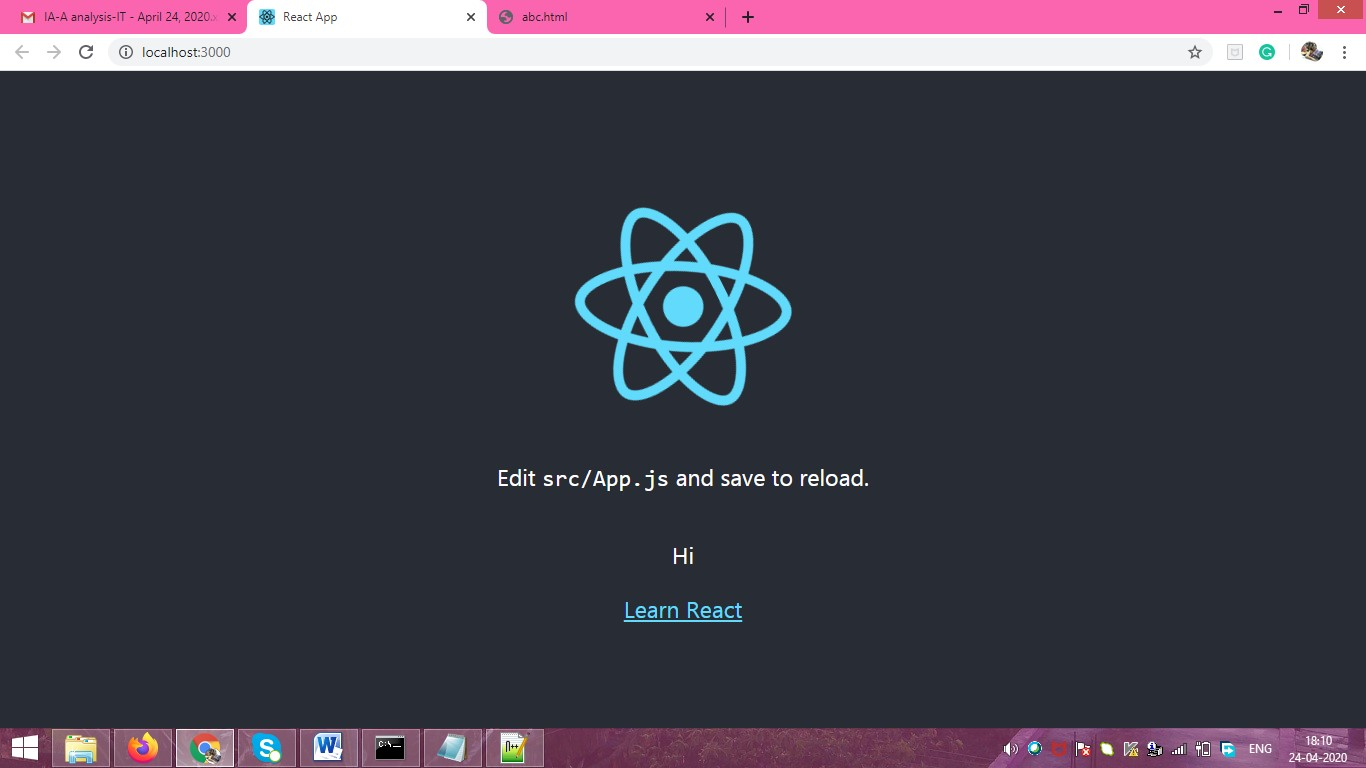 IA-A analysis-IT - April 24, 2020.x
React App
abc.html
localhost:3000
Edit src/App.js and save to reload.
Hi
Learn React
ENG
18:10
24-04-2020